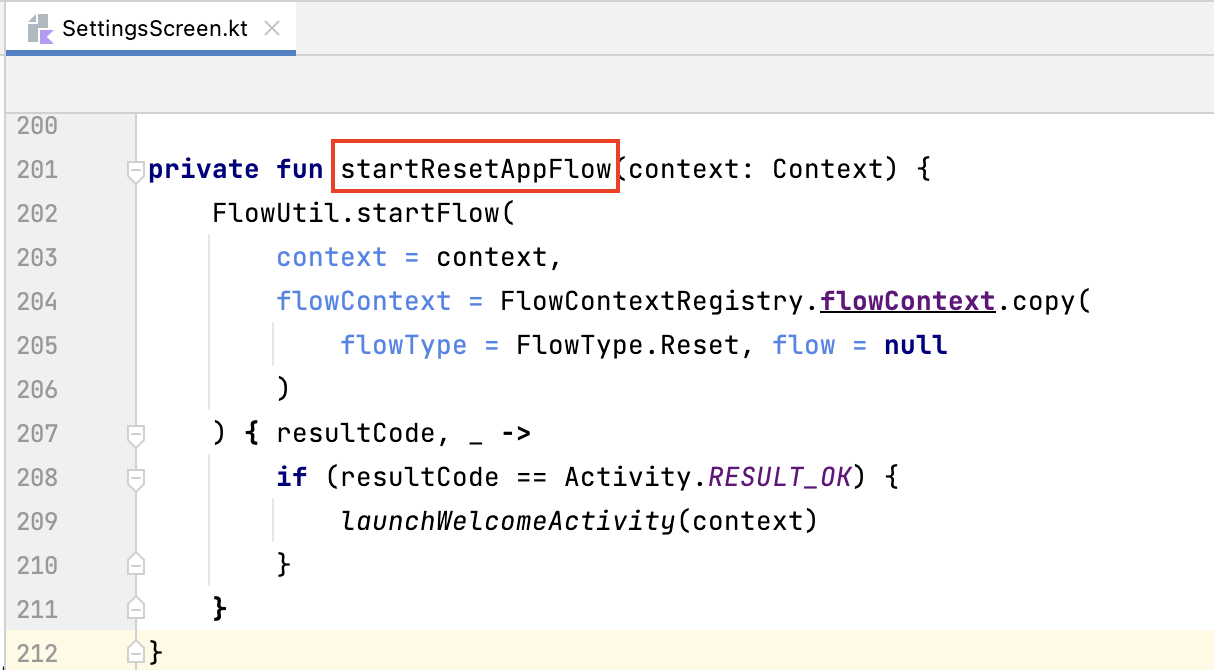 SettingsScreen.kt
200
201 private fun startResetAppFlow(context: Context) {
202 FlowUtil.startFlow(
203 context = context,
204 flowContext = FlowContextRegistry.flowContext.copy(
205 flowType = FlowType.Reset, flow = null
206 )
207 ) { resultCode, _ ->
208 if (resultCode == Activity.RESULT_OK) {
209 launchWelcomeActivity(context)
210 }
211 }
212 }